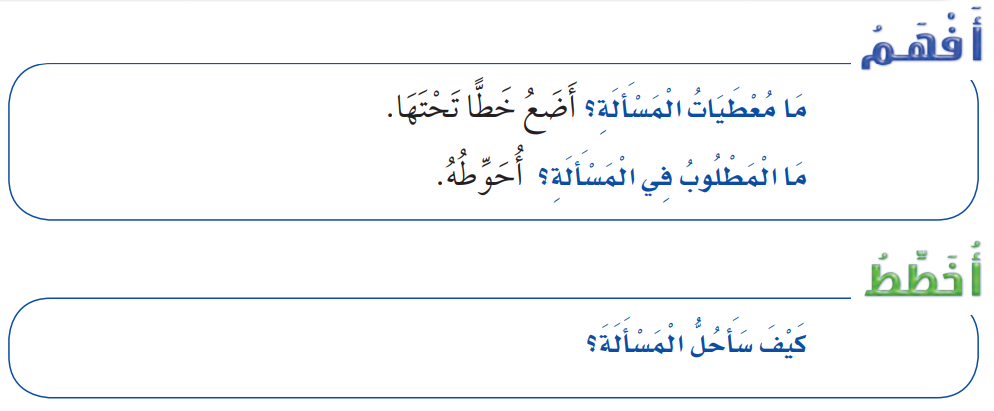 أَفْهَمُ
مَا مُعْطَيَاتُ الْمَسْأَلَةِ؟ أَضَعُ خَطًّا تَحْتَهَا.
مَا الْمَطْلُوبُ فِي الْمَسْأَلَةِ؟ أُحَوِّطُهُ.
أُخَطِّطُ
كَيْفَ سَأَحُلُّ الْمَسْأَلَةَ؟